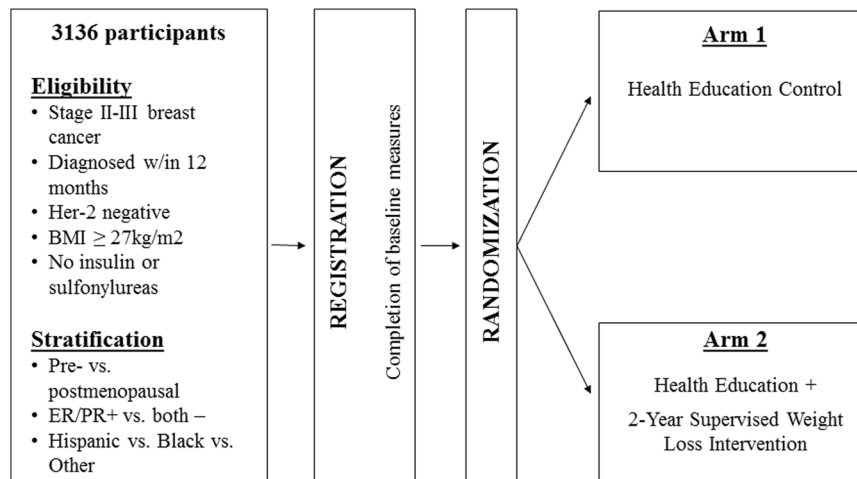 3136 participants
Eligibility
• Stage II-III breast
cancer
• Diagnosed w/in 12
months
• Her-2 negative
• BMI ≥ 27kg/m2
• No insulin or
sulfonylureas
Stratification
• Pre- vs.
postmenopausal
• ER/PR+ vs. both –
• Hispanic vs. Black vs.
Other
REGISTRATION
Completion of baseline measures
RANDOMIZATION
Arm 1
Health Education Control
Arm 2
Health Education +
2-Year Supervised Weight
Loss Intervention